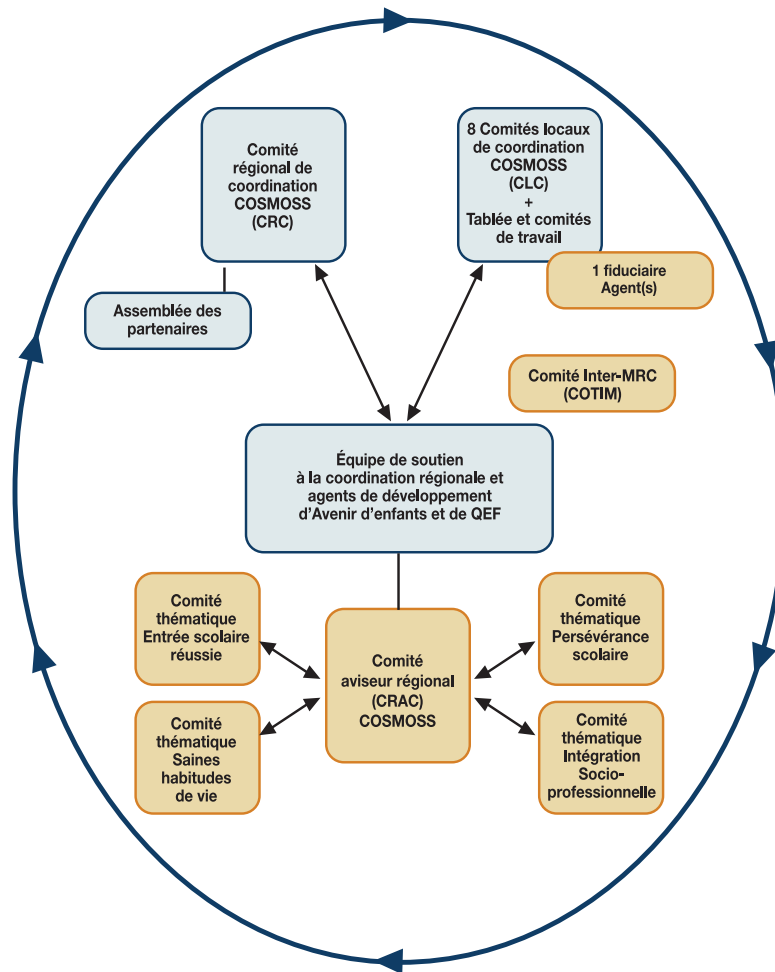 Comité
régional de
coordination
COSMOSS
(CRC)
8 Comités locaux
de coordination
COSMOSS
(CLC)
+
Tablée et comités
de travail
1 fiduciaire
Agent(s)
Assemblée des
partenaires
Comité Inter-MRC
(COTIM)
Équipe de soutien
à la coordination régionale et
agents de développement
d'Avenir d'enfants et de QEF
Comité
thématique
Entrée scolaire
réussie
Comité
thématique
Persévérance
scolaire
Comité
aviseur régional
(CRAC)
COSMOSS
Comité
thématique
Saines
habitudes
de vie
Comité
thématique
Intégration
Socio-
professionnelle